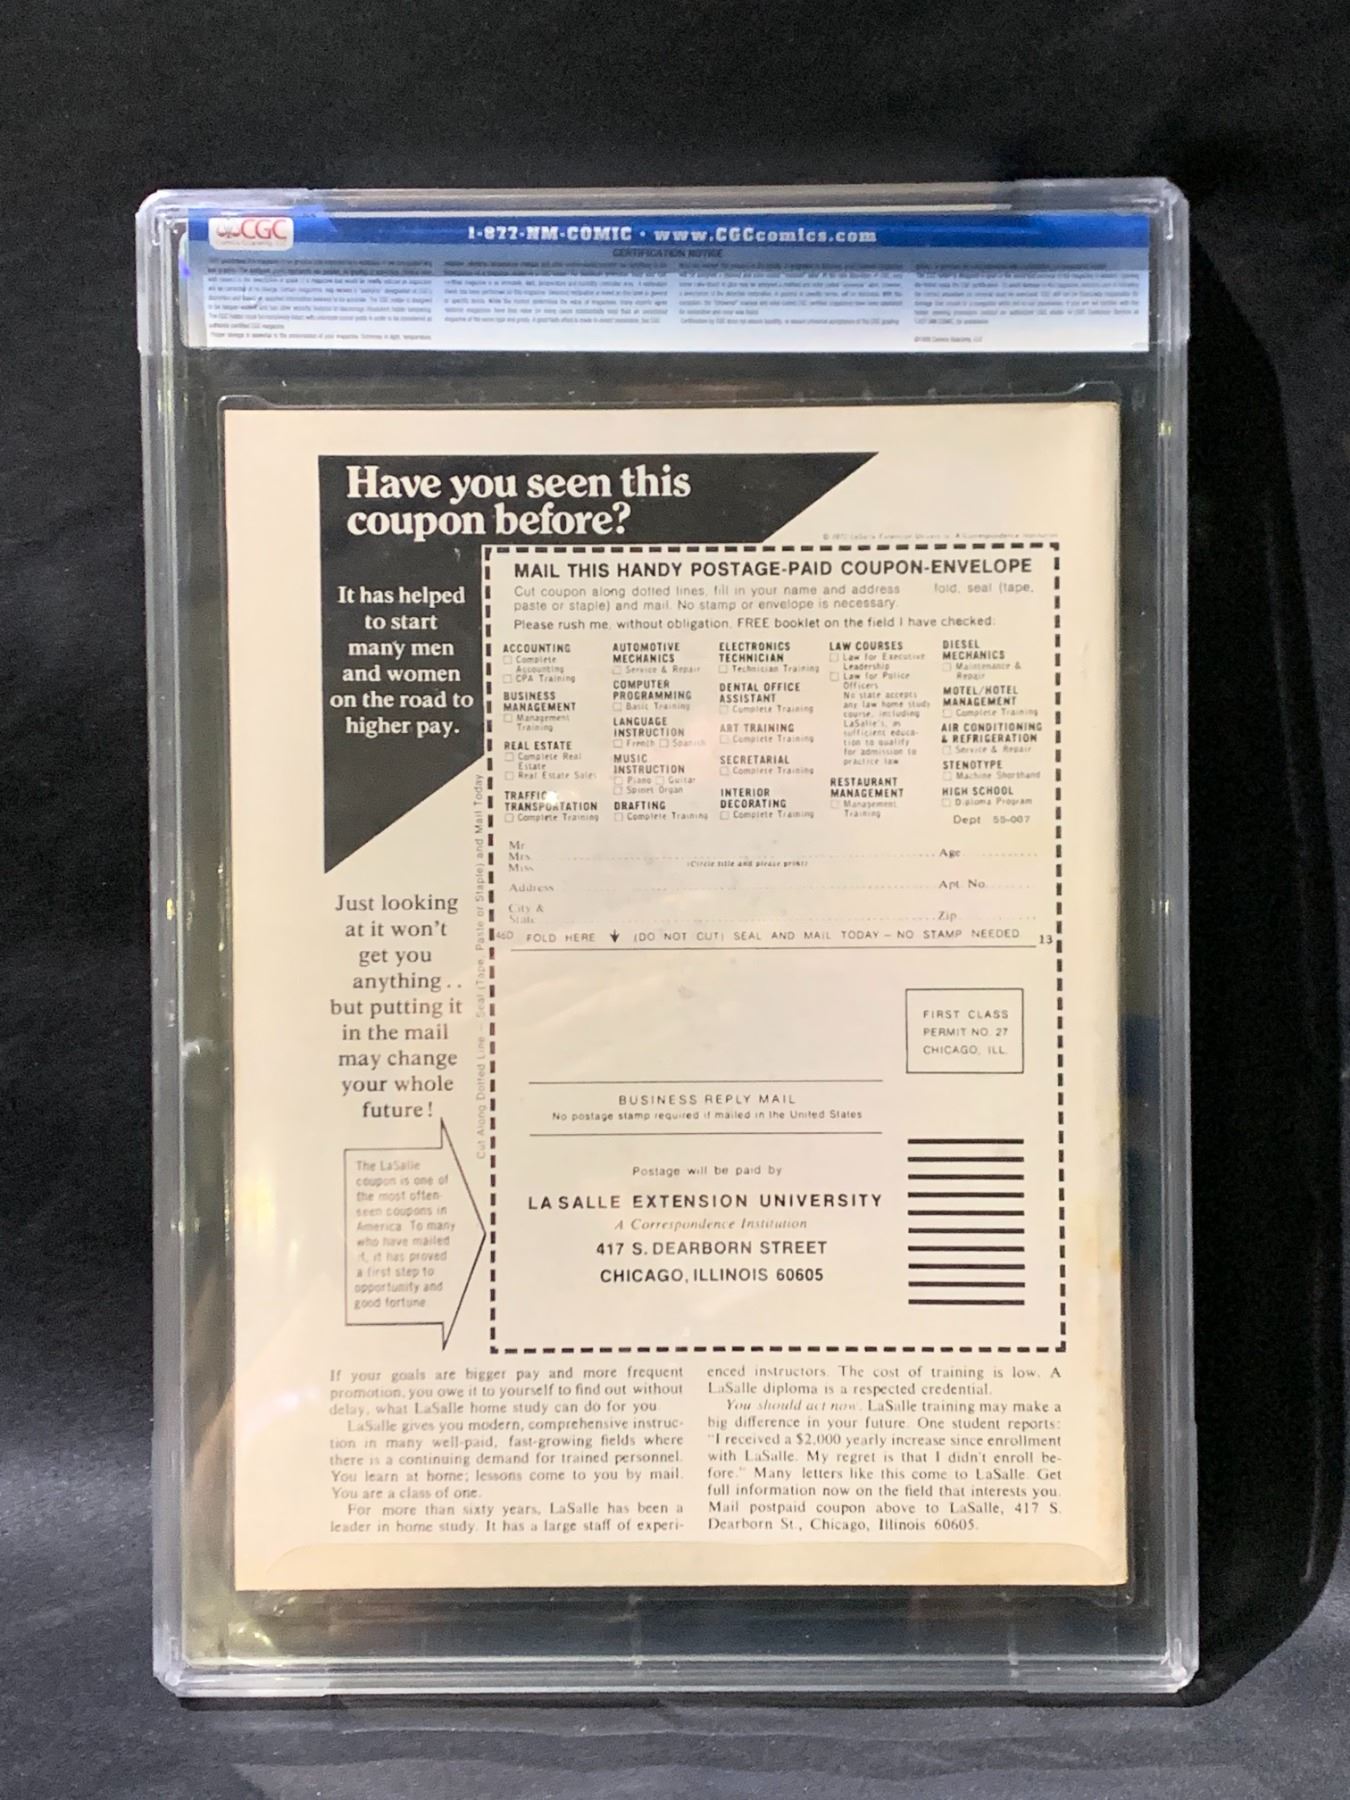 CGC
1-877-NM-COMIC • www.CGCcomics.com
CERTIFICATION NOTICE
Have you seen this
coupon before?
It has helped
to start
many men
and women
on the road to
higher pay.
Just looking
at it won't
get you
anything . .
but putting it
in the mail
may change
your whole
future!
The LaSalle
coupon is one of
the most often-
seen coupons in
America. To many
who have mailed
it, it has proved
a first step to
opportunity and
good fortune
Cut Along Dotted Line — Seal (Tape, Paste or Staple) and Mail Today
MAIL THIS HANDY POSTAGE-PAID COUPON-ENVELOPE
Cut coupon along dotted lines, fill in your name and address fold, seal (tape,
paste or staple) and mail. No stamp or envelope is necessary.
Please rush me, without obligation, FREE booklet on the field I have checked:
ACCOUNTING
Complete
Accounting
CPA Training
BUSINESS
MANAGEMENT
Management
Training
REAL ESTATE
Complete Real
Estate
Real Estate Sales
TRAFFIC
TRANSPORTATION
Complete Training
AUTOMOTIVE
MECHANICS
Service & Repair
COMPUTER
PROGRAMMING
Basic Training
LANGUAGE
INSTRUCTION
French Spanish
MUSIC
INSTRUCTION
Piano Guitar
Spinet Organ
DRAFTING
Complete Training
ELECTRONICS
TECHNICIAN
Technician Training
DENTAL OFFICE
ASSISTANT
Complete Training
ART TRAINING
Complete Training
SECRETARIAL
Complete Training
INTERIOR
DECORATING
Complete Training
LAW COURSES
Law for Executive
Leadership
Law for Police
Officers
No state accepts
any law home study
course, including
LaSalle's, as
sufficient educa-
tion to qualify
for admission to
practice law
RESTAURANT
MANAGEMENT
Management
Training
DIESEL
MECHANICS
Maintenance &
Repair
MOTEL/HOTEL
MANAGEMENT
Complete Training
AIR CONDITIONING
& REFRIGERATION
Service & Repair
STENOTYPE
Machine Shorthand
HIGH SCHOOL
Diploma Program
Dept 55-007
Mr
Mrs
Miss
(Circle title and please print)
Age
Address
Apt. No.
City &
State
Zip
46D FOLD HERE (DO NOT CUT) SEAL AND MAIL TODAY — NO STAMP NEEDED 13
FIRST CLASS
PERMIT NO. 27
CHICAGO, ILL.
BUSINESS REPLY MAIL
No postage stamp required if mailed in the United States
Postage will be paid by
LA SALLE EXTENSION UNIVERSITY
A Correspondence Institution
417 S. DEARBORN STREET
CHICAGO, ILLINOIS 60605
If your goals are bigger pay and more frequent
promotion, you owe it to yourself to find out without
delay, what LaSalle home study can do for you.
LaSalle gives you modern, comprehensive instruc-
tion in many well-paid, fast-growing fields where
there is a continuing demand for trained personnel.
You learn at home; lessons come to you by mail.
You are a class of one.
For more than sixty years, LaSalle has been a
leader in home study. It has a large staff of experi-
enced instructors. The cost of training is low. A
LaSalle diploma is a respected credential.
You should act now. LaSalle training may make a
big difference in your future. One student reports:
"I received a $2,000 yearly increase since enrollment
with LaSalle. My regret is that I didn't enroll be-
fore." Many letters like this come to LaSalle. Get
full information now on the field that interests you.
Mail postpaid coupon above to LaSalle, 417 S.
Dearborn St., Chicago, Illinois 60605.